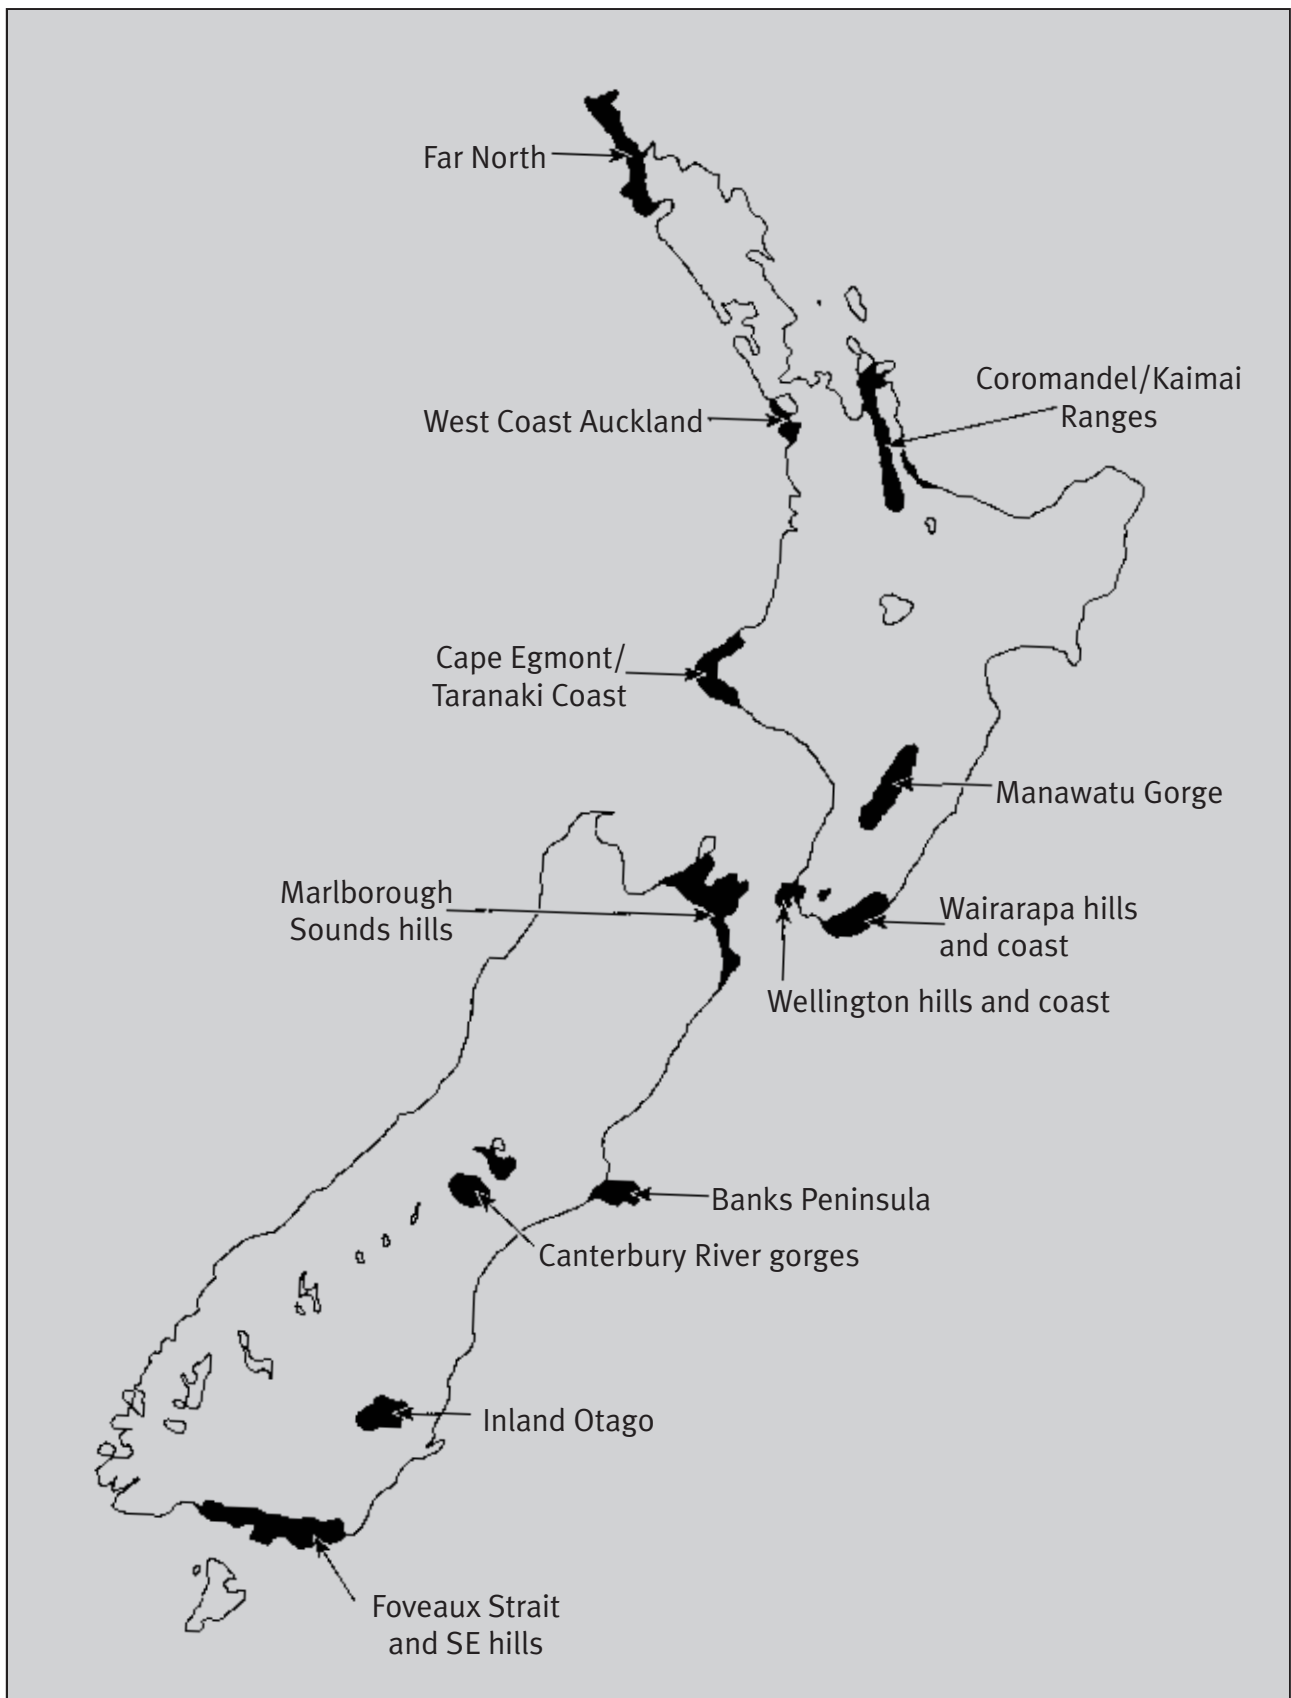 Far North
Coromandel/Kaimai
Ranges
West Coast Auckland
Cape Egmont/
Taranaki Coast
Manawatu Gorge
Marlborough
Sounds hills
Wairarapa hills
and coast
Wellington hills and coast
Banks Peninsula
Canterbury River gorges
Inland Otago
Foveaux Strait
and SE hills